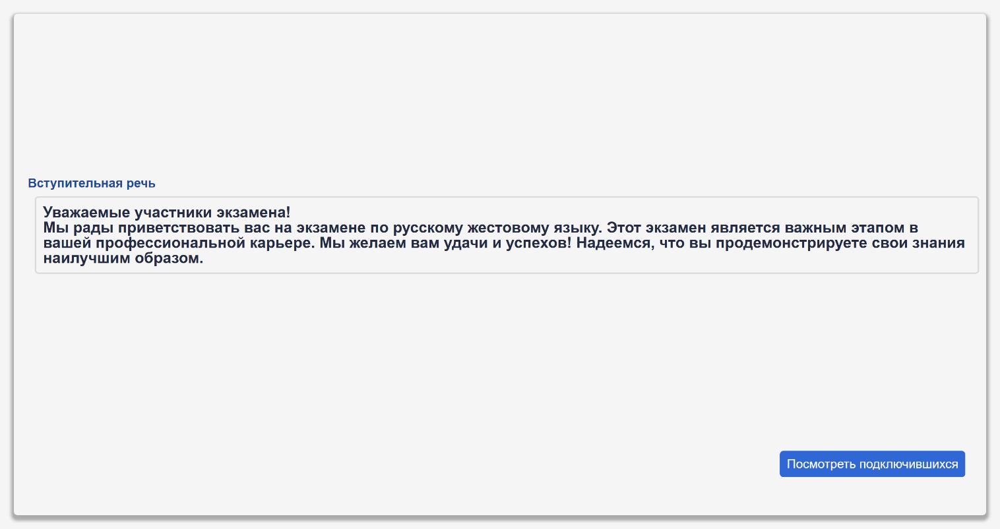 Вступительная речь
Уважаемые участники экзамена!
Мы рады приветствовать вас на экзамене по русскому жестовому языку. Этот экзамен является важным этапом в
вашей профессиональной карьере. Мы желаем вам удачи и успехов! Надеемся, что вы продемонстрируете свои знания
наилучшим образом.
Посмотреть подключившихся